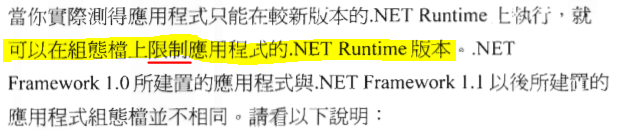 當你實際測得應用程式只能在較新版本的.NET Runtime 上執行，就
可以在組態檔上限制應用程式的.NET Runtime 版本。.NET
Framework 1.0 所建置的應用程式與.NET Framework 1.1 以後所建置的
應用程式組態檔並不相同。請看以下說明：